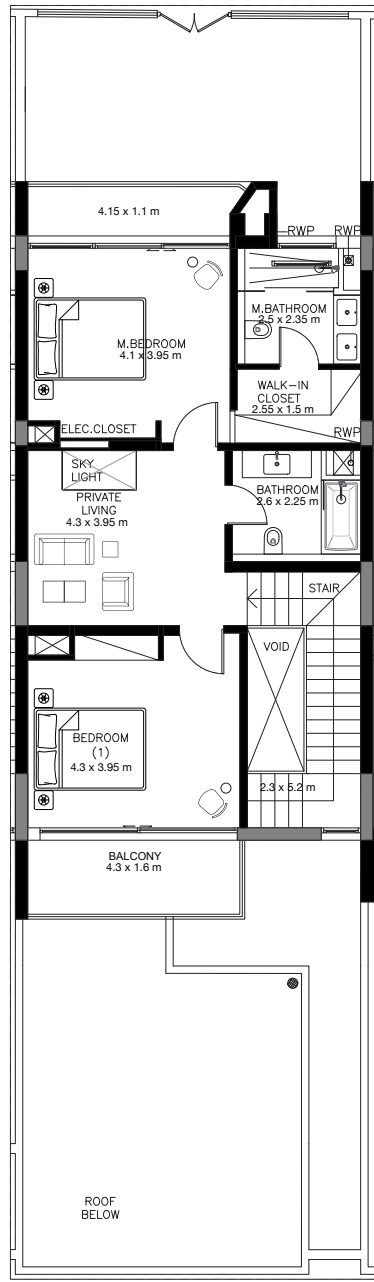 4.15 x 1.1 m
RWP
RWP
M.BATHROOM
2.5 x 2.35 m
M.BEDROOM
4.1 x 3.95 m
WALK-IN
CLOSET
2.55 x 1.5 m
ELEC.CLOSET
RWP
SKY
LIGHT
PRIVATE
LIVING
4.3 x 3.95 m
BATHROOM
2.6 x 2.25 m
STAIR
VOID
BEDROOM
(1)
4.3 x 3.95 m
2.3 x 5.2 m
BALCONY
4.3 x 1.6 m
ROOF
BELOW